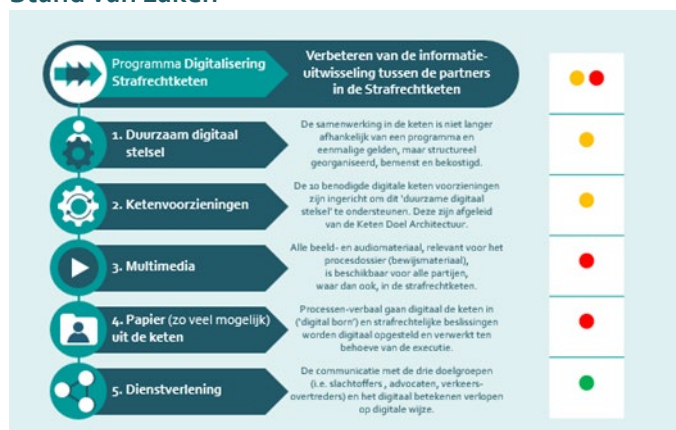 Stand van zaken
Programma Digitalisering
Strafrechtketen
Verbeteren van de informatie-
uitwisseling tussen de partners
in de Strafrechtketen
1. Duurzaam digitaal
stelsel
De samenwerking in de keten is niet langer
afhankelijk van een programma en
eenmalige gelden, maar structureel
georganiseerd, bemenst en bekostigd.
2. Ketenvoorzieningen
De 10 benodigde digitale keten voorzieningen
zijn ingericht om dit 'duurzame digitaal
stelsel' te ondersteunen. Deze zijn afgeleid
van de Keten Doel Architectuur.
3. Multimedia
Alle beeld- en audiomateriaal, relevant voor het
procesdossier (bewijsmateriaal),
is beschikbaar voor alle partijen,
waar dan ook, in de strafrechtketen.
4. Papier (zo veel mogelijk)
uit de keten
Processen-verbaal gaan digitaal de keten in
('digital born') en strafrechtelijke beslissingen
worden digitaal opgesteld en verwerkt ten
behoeve van de executie.
5. Dienstverlening
De communicatie met de drie doelgroepen
(i.e. slachtoffers , advocaten, verkeers-
overtreders) en het digitaal betekenen verlopen
op digitale wijze.